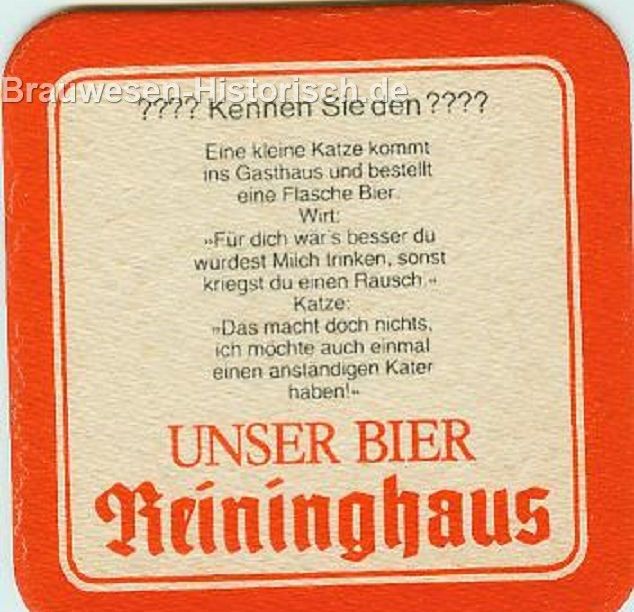 Brauwesen-Historisch.de
???? Kennen Sie den ????
Eine kleine Katze kommt
ins Gasthaus und bestellt
eine Flasche Bier.
Wirt:
»Für dich wär's besser du
würdest Milch trinken, sonst
kriegst du einen Rausch.«
Katze:
»Das macht doch nichts,
ich möchte auch einmal
einen anständigen Kater
haben!«
UNSER BIER
Reininghaus